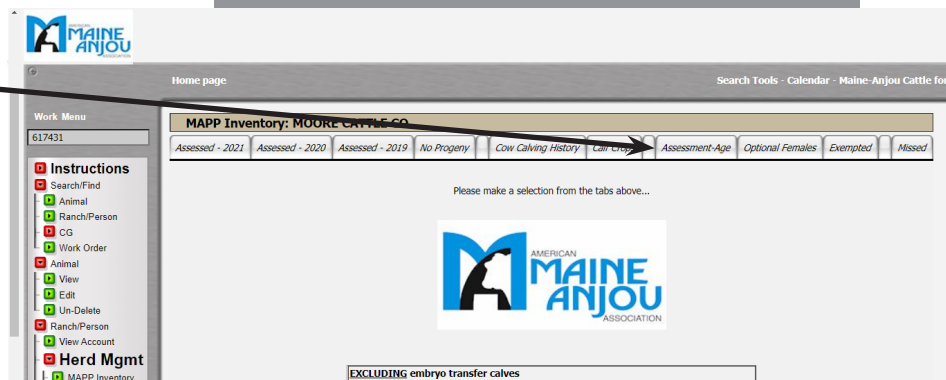 AMERICAN
MAINE
ANJOU
ASSOCIATION
Home page
Search Tools - Calendar - Maine-Anjou Cattle for
Work Menu
617431
Instructions
Search/Find
Animal
Ranch/Person
CG
Work Order
Animal
View
Edit
Un-Delete
Ranch/Person
View Account
Herd Mgmt
MAPP Inventory
MAPP Inventory: MOORE CATTLE CO
Assessed - 2021 Assessed - 2020 Assessed - 2019 No Progeny Cow Calving History Calf Crops Assessment-Age Optional Females Exempted Missed
Please make a selection from the tabs above...
AMERICAN
MAINE
ANJOU
ASSOCIATION
EXCLUDING embryo transfer calves